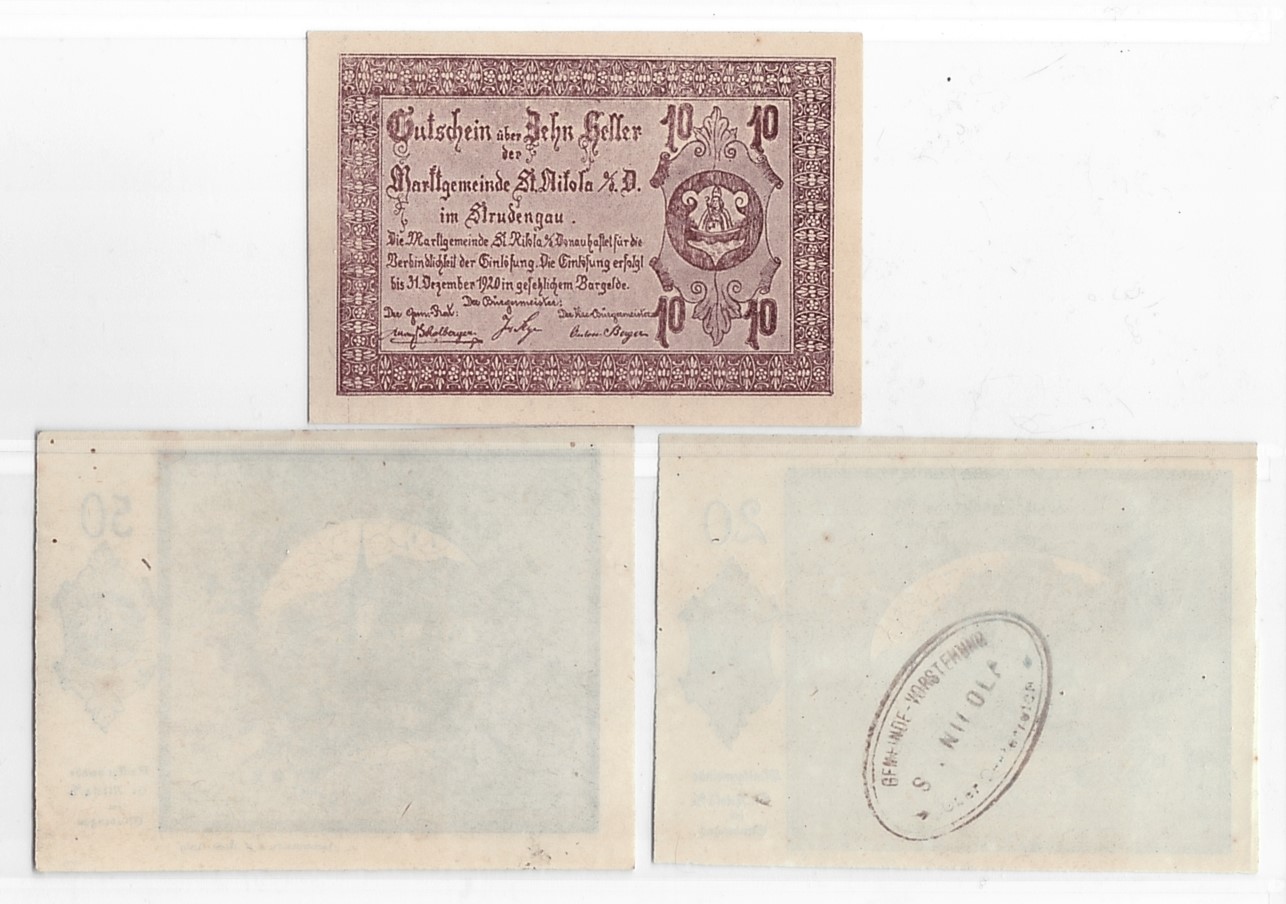 Gutschein über Zehn Heller
der
Marktgemeinde St. Nikola a/d. D.
im Strudengau.
Die Marktgemeinde St. Nikola a/d Donau haftet für die
Verbindlichkeit der Einlösung. Die Einlösung erfolgt
bis 31. Dezember 1920 in gesetzlichem Bargelde.
Der Bürgermeister:
Der Gem. Rat: Der Vize-Bürgermeister
10 10
10 10
50
20
GEMEINDE-VORSTEHUNG
S NIKOLA
Oberösterreich